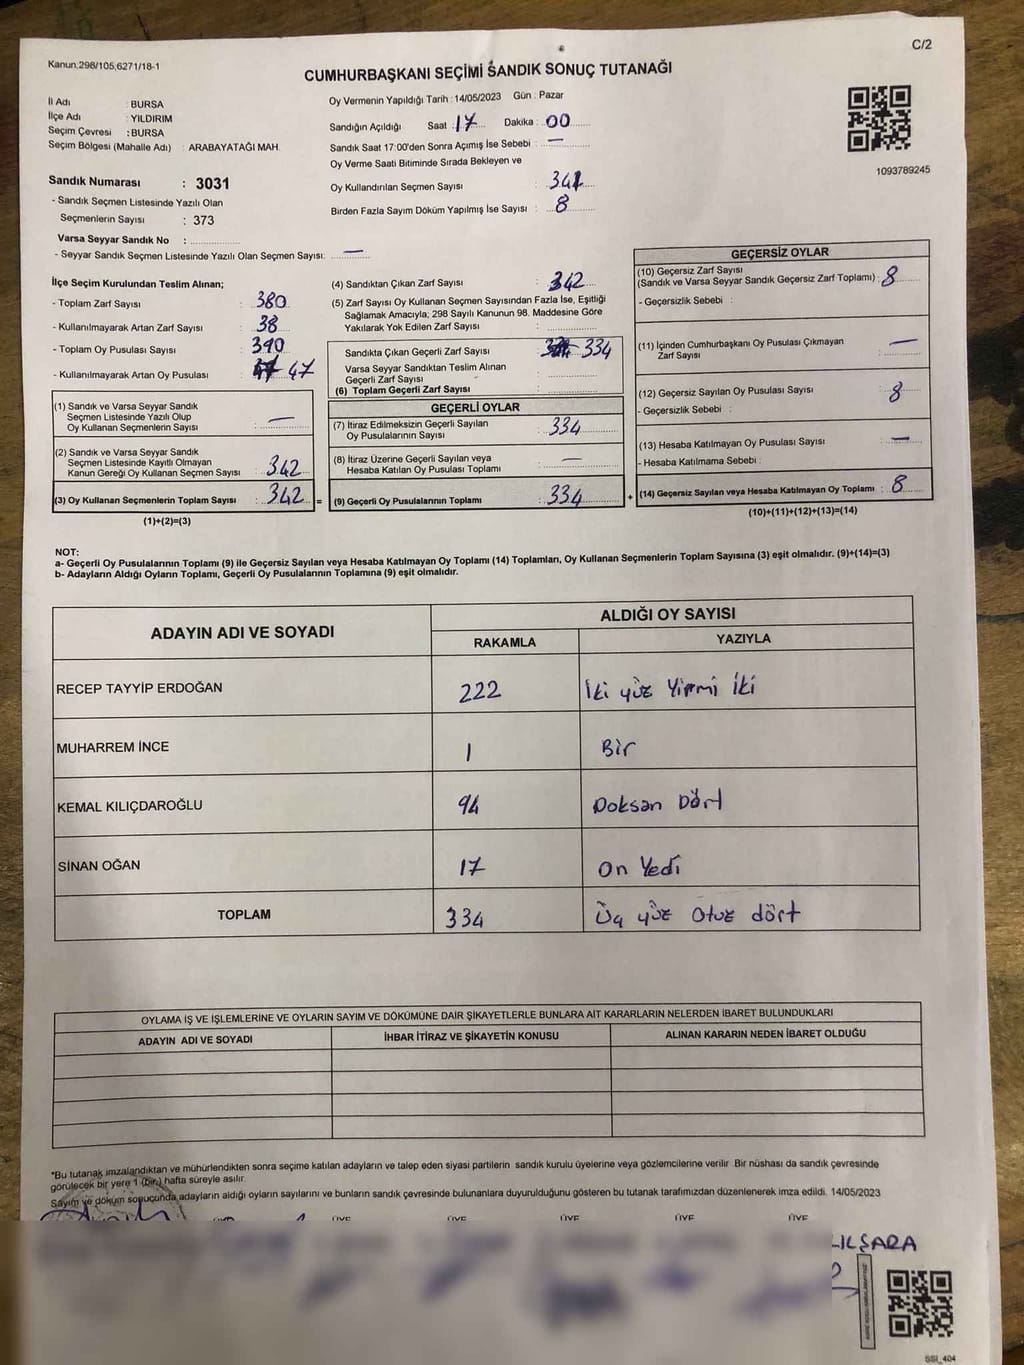 C/2
Kanun.298/105,6271/18-1
CUMHURBAŞKANI SEÇİMİ SANDIK SONUÇ TUTANAĞI
İl Adı : BURSA
İlçe Adı : YILDIRIM
Seçim Çevresi : BURSA
Seçim Bölgesi (Mahalle Adı) : ARABAYATAĞI MAH.
Sandık Numarası : 3031
- Sandık Seçmen Listesinde Yazılı Olan
Seçmenlerin Sayısı : 373
Varsa Seyyar Sandık No :
- Seyyar Sandık Seçmen Listesinde Yazılı Olan Seçmen Sayısı: —
Oy Vermenin Yapıldığı Tarih : 14/05/2023 Gün : Pazar
Sandığın Açıldığı Saat : 17 Dakika : 00
Sandık Saat 17:00'den Sonra Açımış İse Sebebi : —
Oy Verme Saati Bitiminde Sırada Bekleyen ve
Oy Kullandırılan Seçmen Sayısı :
Birden Fazla Sayım Döküm Yapılmış İse Sayısı : 8
1093789245
İlçe Seçim Kurulundan Teslim Alınan;
- Toplam Zarf Sayısı : 380
- Kullanılmayarak Artan Zarf Sayısı : 38
- Toplam Oy Pusulası Sayısı : 390
- Kullanılmayarak Artan Oy Pusulası : 47
(1) Sandık ve Varsa Seyyar Sandık
Seçmen Listesinde Yazılı Olup
Oy Kullanan Seçmenlerin Sayısı : —
(2) Sandık ve Varsa Seyyar Sandık
Seçmen Listesinde Kayıtlı Olmayan
Kanun Gereği Oy Kullanan Seçmen Sayısı : 342
(3) Oy Kullanan Seçmenlerin Toplam Sayısı : 342 =
(1)+(2)=(3)
(4) Sandıktan Çıkan Zarf Sayısı : 342
(5) Zarf Sayısı Oy Kullanan Seçmen Sayısından Fazla İse, Eşitliği
Sağlamak Amacıyla; 298 Sayılı Kanunun 98. Maddesine Göre
Yakılarak Yok Edilen Zarf Sayısı :
Sandıkta Çıkan Geçerli Zarf Sayısı : 334
Varsa Seyyar Sandıktan Teslim Alınan
Geçerli Zarf Sayısı :
(6) Toplam Geçerli Zarf Sayısı :
GEÇERLİ OYLAR
(7) İtiraz Edilmeksizin Geçerli Sayılan
Oy Pusulalarının Sayısı : 334
(8) İtiraz Üzerine Geçerli Sayılan veya
Hesaba Katılan Oy Pusulası Toplamı : —
(9) Geçerli Oy Pusulalarının Toplamı : 334 +
GEÇERSİZ OYLAR
(10) Geçersiz Zarf Sayısı
(Sandık ve Varsa Seyyar Sandık Geçersiz Zarf Toplamı) : 8
- Geçersizlik Sebebi :
(11) İçinden Cumhurbaşkanı Oy Pusulası Çıkmayan
Zarf Sayısı : —
(12) Geçersiz Sayılan Oy Pusulası Sayısı : 8
- Geçersizlik Sebebi :
(13) Hesaba Katılmayan Oy Pusulası Sayısı : —
- Hesaba Katılmama Sebebi :
(14) Geçersiz Sayılan veya Hesaba Katılmayan Oy Toplamı : 8
(10)+(11)+(12)+(13)=(14)
NOT:
a- Geçerli Oy Pusulalarının Toplamı (9) ile Geçersiz Sayılan veya Hesaba Katılmayan Oy Toplamı (14) Toplamları, Oy Kullanan Seçmenlerin Toplam Sayısına (3) eşit olmalıdır. (9)+(14)=(3)
b- Adayların Aldığı Oyların Toplamı, Geçerli Oy Pusulalarının Toplamına (9) eşit olmalıdır.
ADAYIN ADI VE SOYADI ALDIĞI OY SAYISI
RAKAMLA YAZIYLA
RECEP TAYYİP ERDOĞAN 222 İki yüz Yirmi iki
MUHARREM İNCE 1 Bir
KEMAL KILIÇDAROĞLU 94 Doksan Dört
SİNAN OĞAN 17 On Yedi
TOPLAM 334 Üç yüz Otuz dört
OYLAMA İŞ VE İŞLEMLERİNE VE OYLARIN SAYIM VE DÖKÜMÜNE DAİR ŞİKAYETLERLE BUNLARA AİT KARARLARIN NELERDEN İBARET BULUNDUKLARI
ADAYIN ADI VE SOYADI İHBAR İTİRAZ VE ŞİKAYETİN KONUSU ALINAN KARARIN NEDEN İBARET OLDUĞU
*Bu tutanak imzalandıktan ve mühürlendikten sonra seçime katılan adayların ve talep eden siyasi partilerin sandık kurulu üyelerine veya gözlemcilerine verilir Bir nüshası da sandık çevresinde
görülecek bir yere 1 (bir) hafta süreyle asılır.
Sayım ve döküm sonucunda adayların aldığı oyların sayılarını ve bunların sandık çevresinde bulunanlara duyurulduğunu gösteren bu tutanak tarafımızdan düzenlenerek imza edildi. 14/05/2023
ÜYE ÜYE ÜYE ÜYE ÜYE
SSI_404